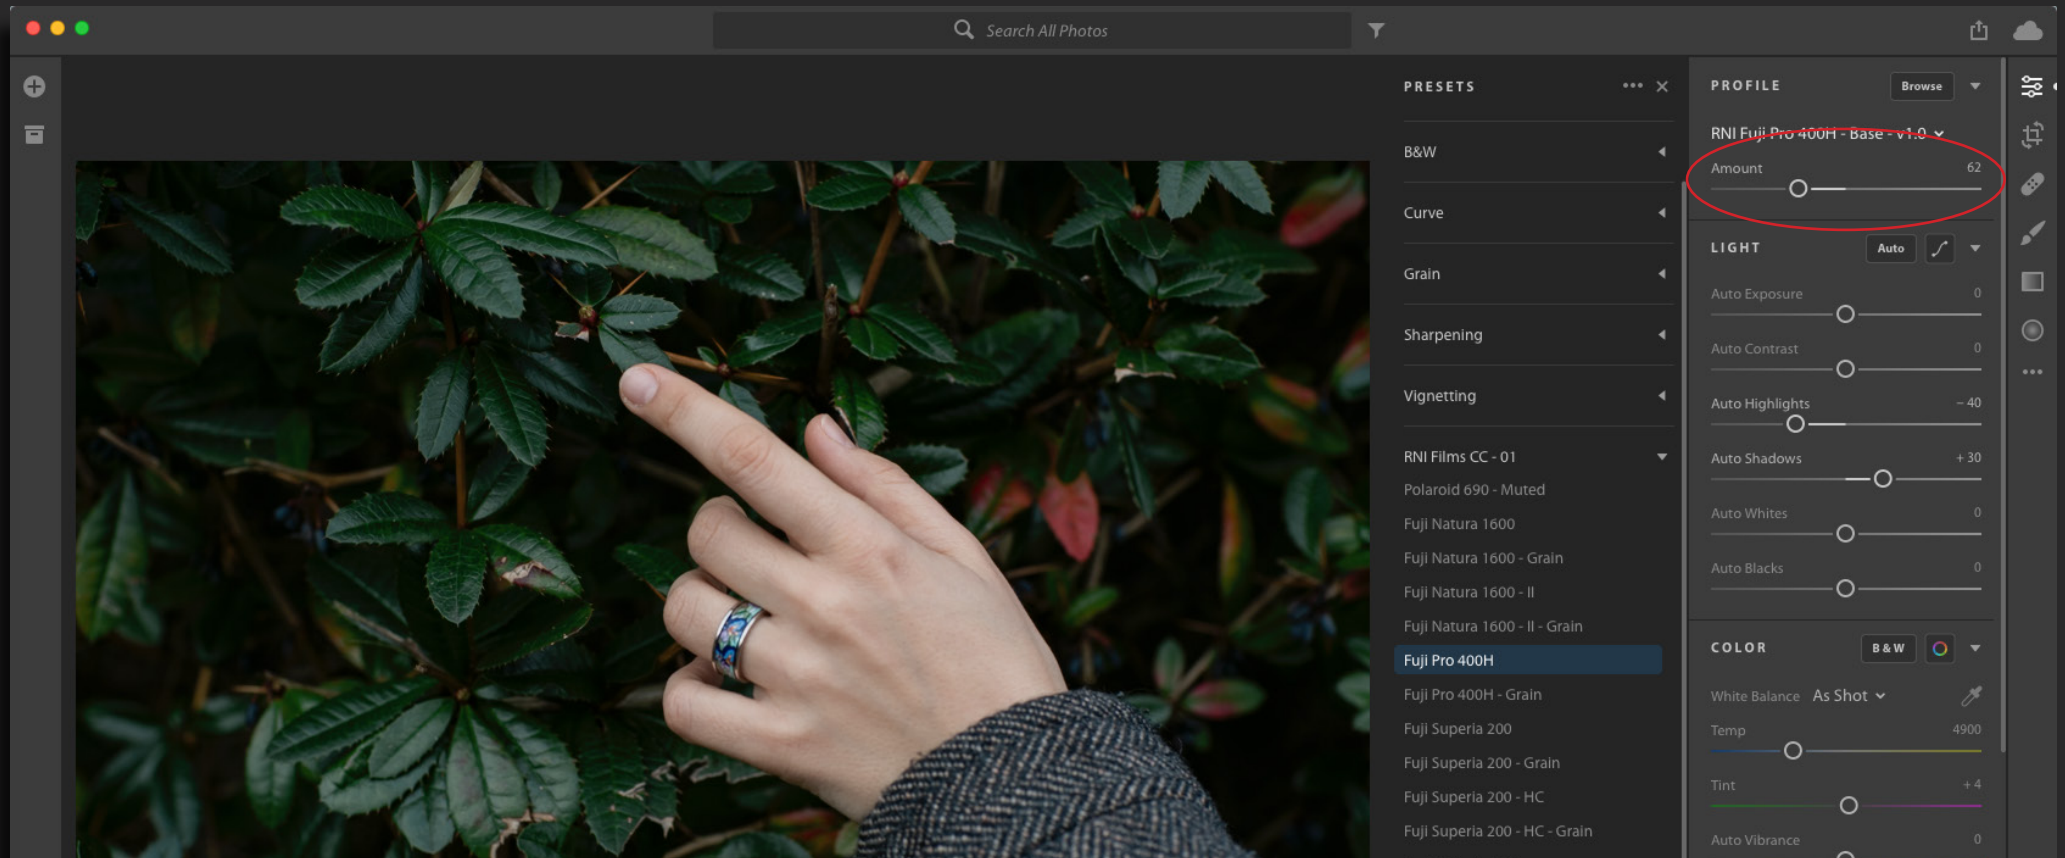 Search All Photos
PRESETS
B&W
Curve
Grain
Sharpening
Vignetting
RNI Films CC - 01
Polaroid 690 - Muted
Fuji Natura 1600
Fuji Natura 1600 - Grain
Fuji Natura 1600 - II
Fuji Natura 1600 - II - Grain
Fuji Pro 400H
Fuji Pro 400H - Grain
Fuji Superia 200
Fuji Superia 200 - Grain
Fuji Superia 200 - HC
Fuji Superia 200 - HC - Grain
PROFILE Browse
RNI Fuji Pro 400H - Base - v1.0
Amount 62
LIGHT Auto
Auto Exposure 0
Auto Contrast 0
Auto Highlights – 40
Auto Shadows + 30
Auto Whites 0
Auto Blacks 0
COLOR B & W
White Balance As Shot
Temp 4900
Tint + 4
Auto Vibrance 0